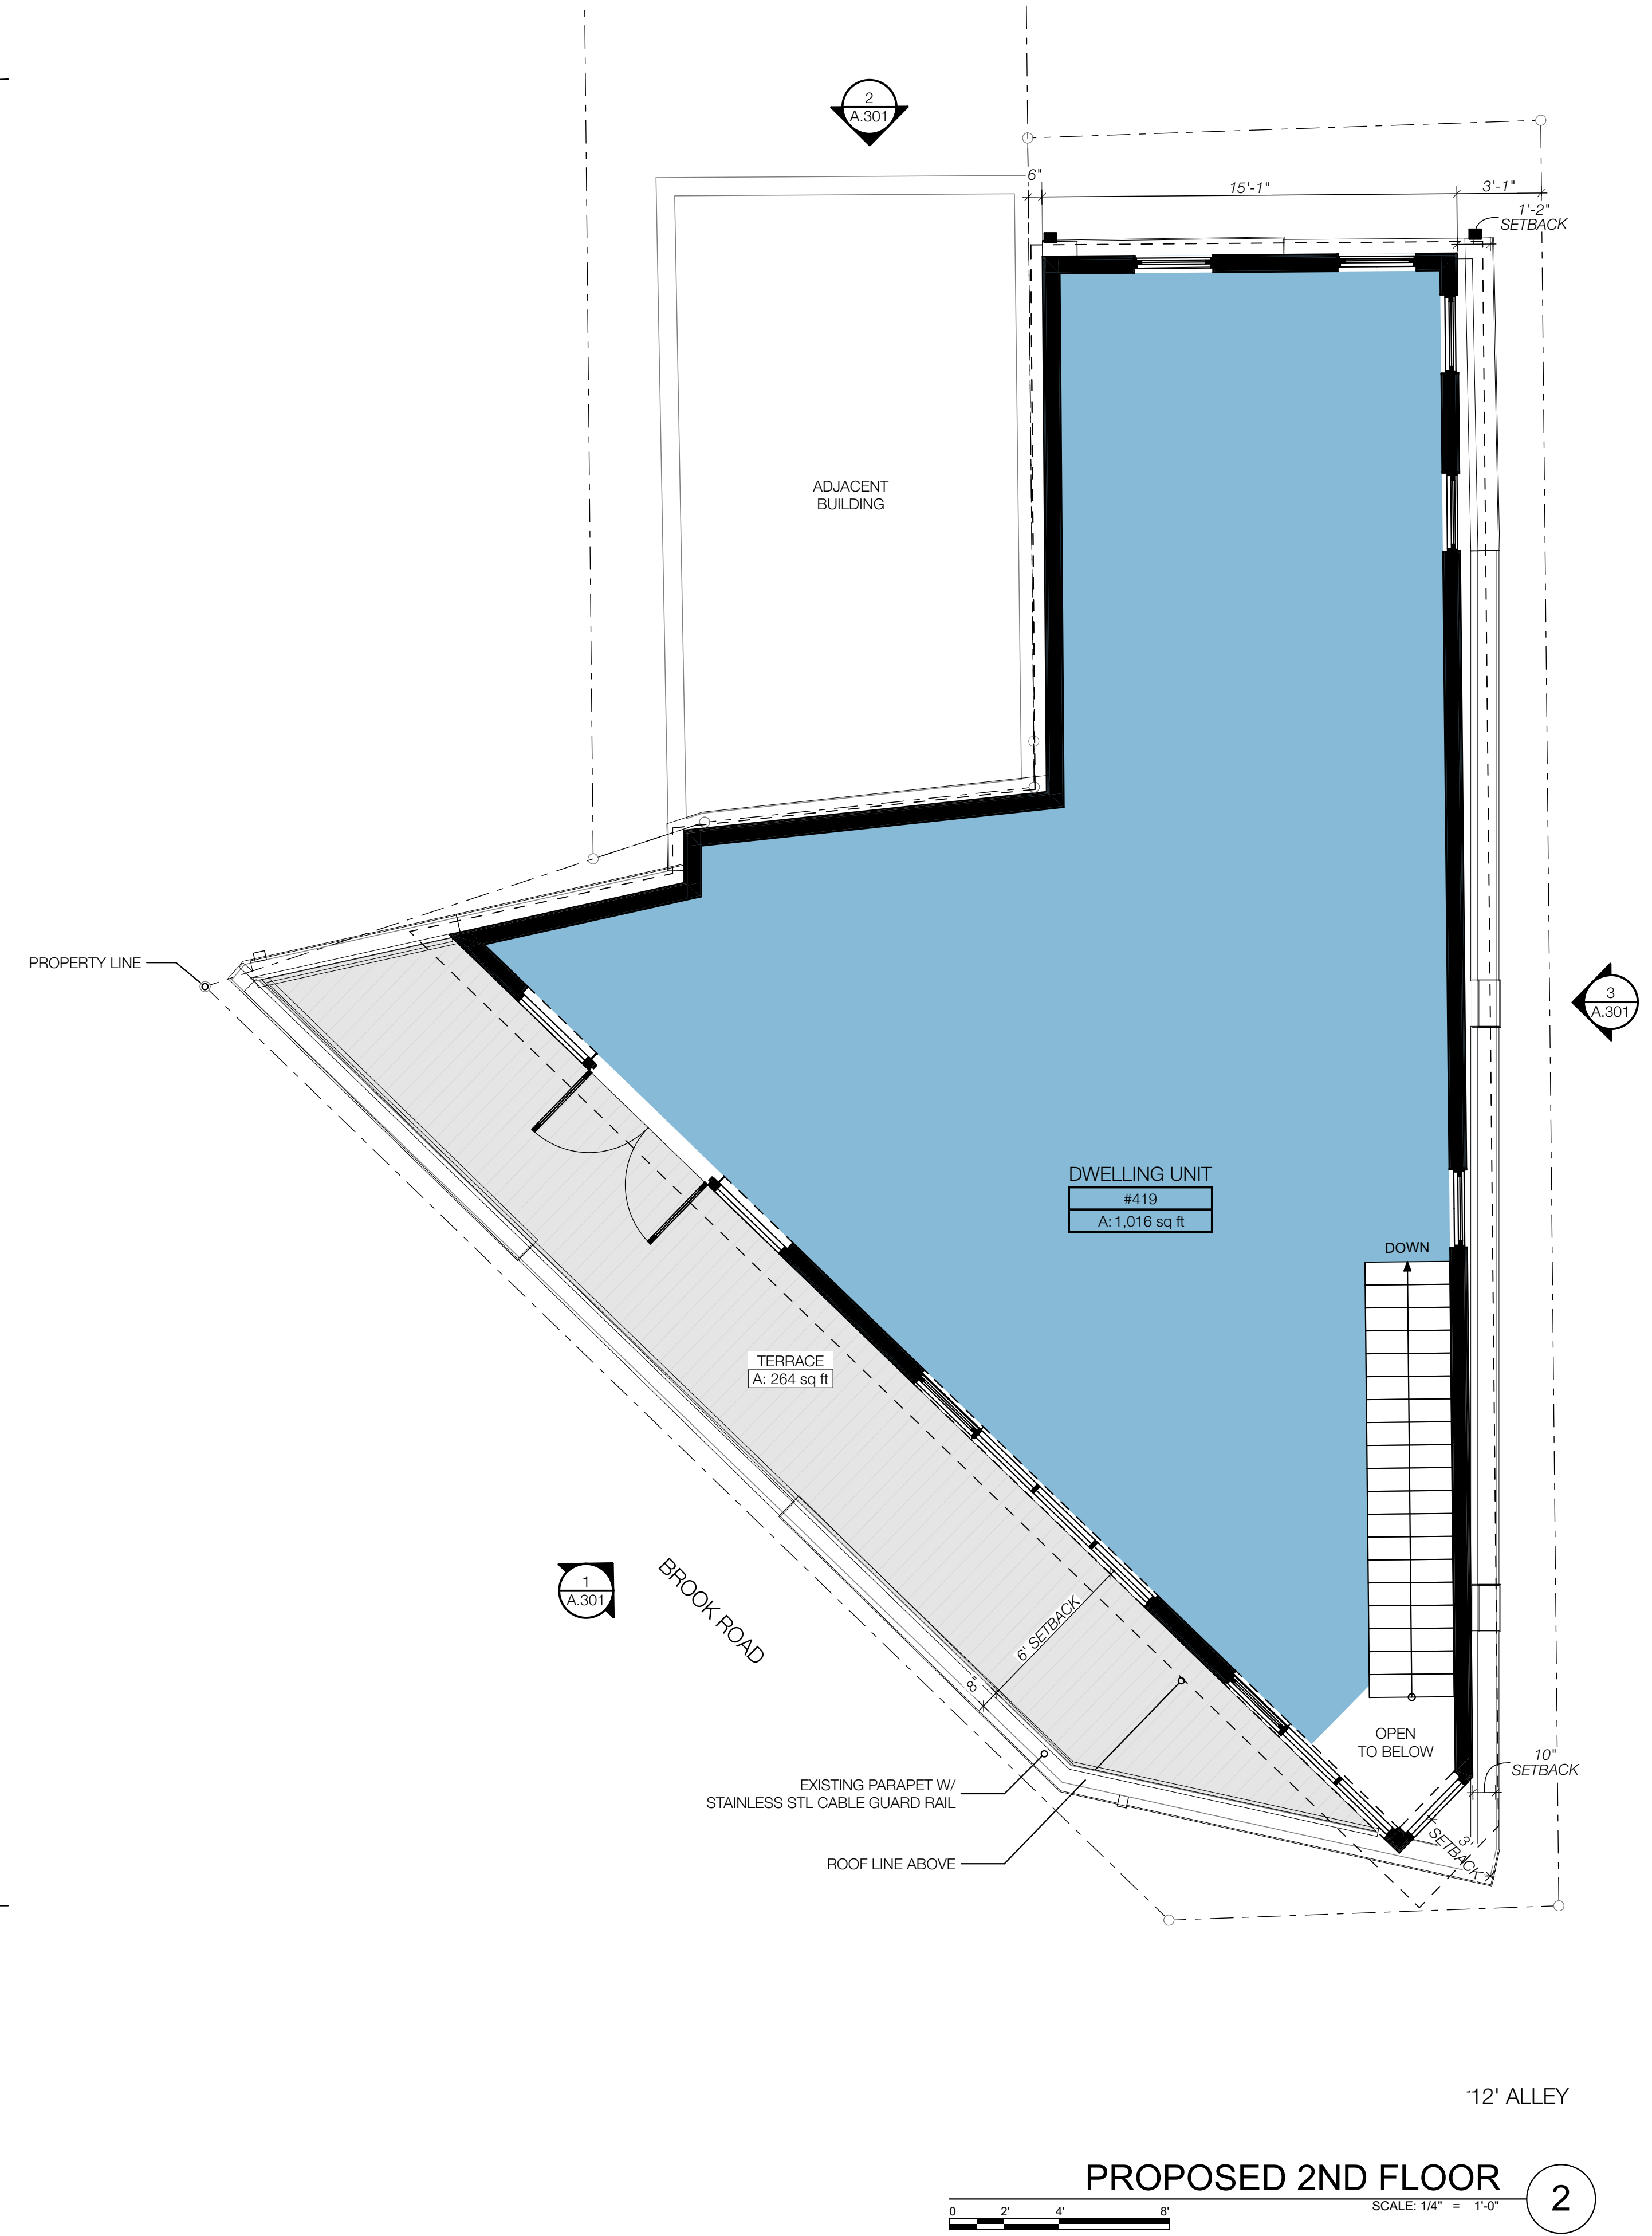 2
A.301
6"
15'-1"
3'-1"
1'-2"
SETBACK
ADJACENT
BUILDING
PROPERTY LINE
3
A.301
DWELLING UNIT
#419
A: 1,016 sq ft
DOWN
TERRACE
A: 264 sq ft
1
A.301
BROOK ROAD
6' SETBACK
8"
OPEN
TO BELOW
10"
SETBACK
EXISTING PARAPET W/
STAINLESS STL CABLE GUARD RAIL
3'
SETBACK
ROOF LINE ABOVE
12' ALLEY
PROPOSED 2ND FLOOR
2
SCALE: 1/4" = 1'-0"
0 2' 4' 8'